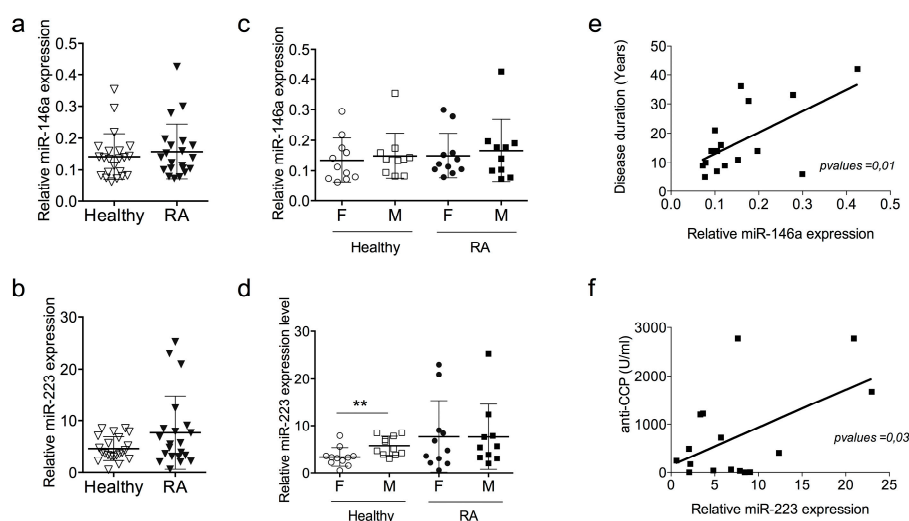 a
Relative miR-146a expression
0.5
0.4
0.3
0.2
0.1
0.0
Healthy RA
c
Relative miR-146a expression
0.5
0.4
0.3
0.2
0.1
0.0
F M F M
Healthy RA
e
Disease duration (Years)
50
40
30
20
10
0
pvalues =0,01
0.0 0.1 0.2 0.3 0.4 0.5
Relative miR-146a expression
b
Relative miR-223 expression
30
20
10
0
Healthy RA
d
Relative miR-223 expression level
30
20
10
0
**
F M F M
Healthy RA
f
anti-CCP (U/ml)
3000
2000
1000
0
pvalues =0,03
0 5 10 15 20 25
Relative miR-223 expression